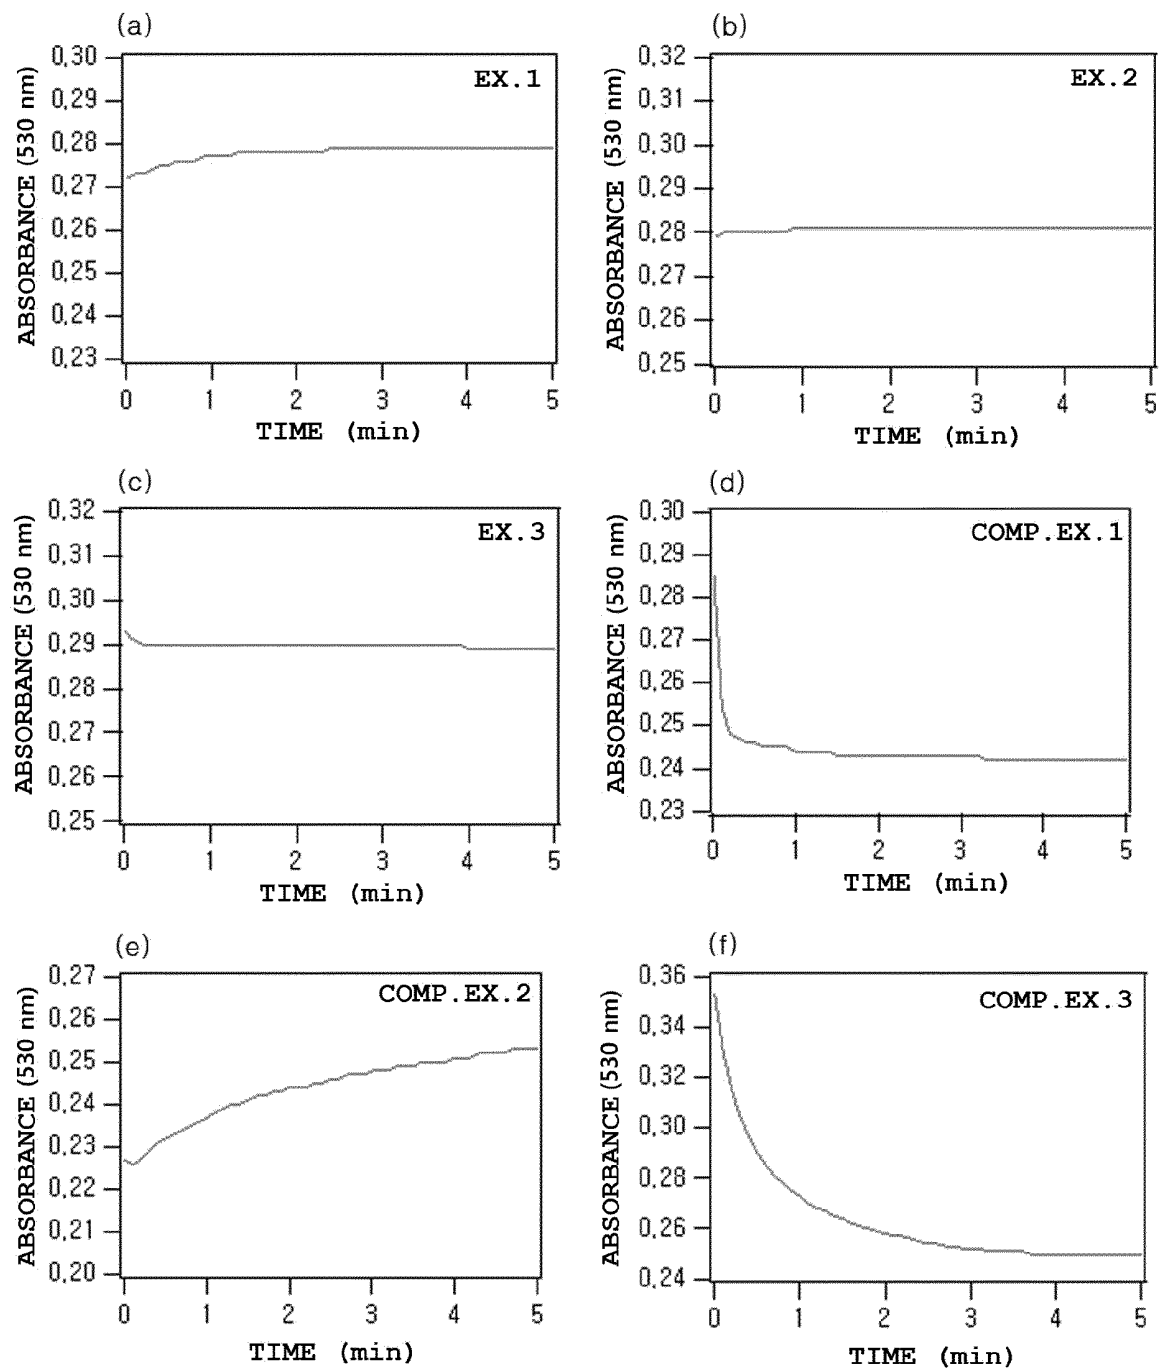 (a)
EX.1
ABSORBANCE (530 nm)
0,30
0,29
0,28
0,27
0,26
0,25
0,24
0,23
0 1 2 3 4 5
TIME (min)
(b)
EX.2
ABSORBANCE (530 nm)
0,32
0,31
0,30
0,29
0,28
0,27
0,26
0,25
0 1 2 3 4 5
TIME (min)
(c)
EX.3
ABSORBANCE (530 nm)
0,32
0,31
0,30
0,29
0,28
0,27
0,26
0,25
0 1 2 3 4 5
TIME (min)
(d)
COMP.EX.1
ABSORBANCE (530 nm)
0,30
0,29
0,28
0,27
0,26
0,25
0,24
0,23
0 1 2 3 4 5
TIME (min)
(e)
COMP.EX.2
ABSORBANCE (530 nm)
0,27
0,26
0,25
0,24
0,23
0,22
0,21
0,20
0 1 2 3 4 5
TIME (min)
(f)
COMP.EX.3
ABSORBANCE (530 nm)
0,36
0,34
0,32
0,30
0,28
0,26
0,24
0 1 2 3 4 5
TIME (min)